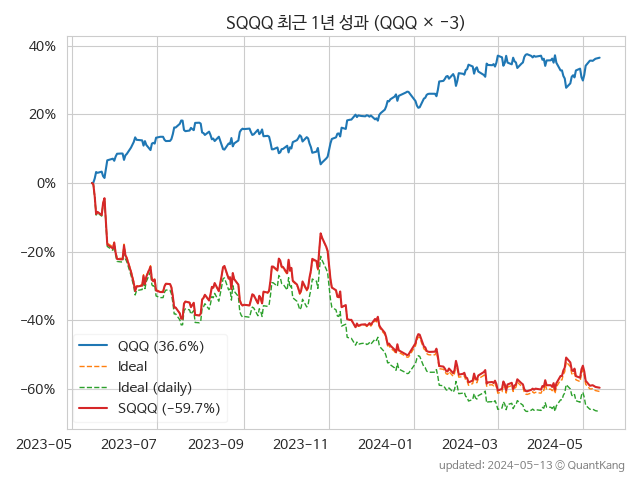 SQQQ 최근 1년 성과 (QQQ × −3)
40%
20%
0%
−20%
−40%
−60%
QQQ (36.6%)
Ideal
Ideal (daily)
SQQQ (−59.7%)
2023-05 2023-07 2023-09 2023-11 2024-01 2024-03 2024-05
updated: 2024-05-13 © QuantKang